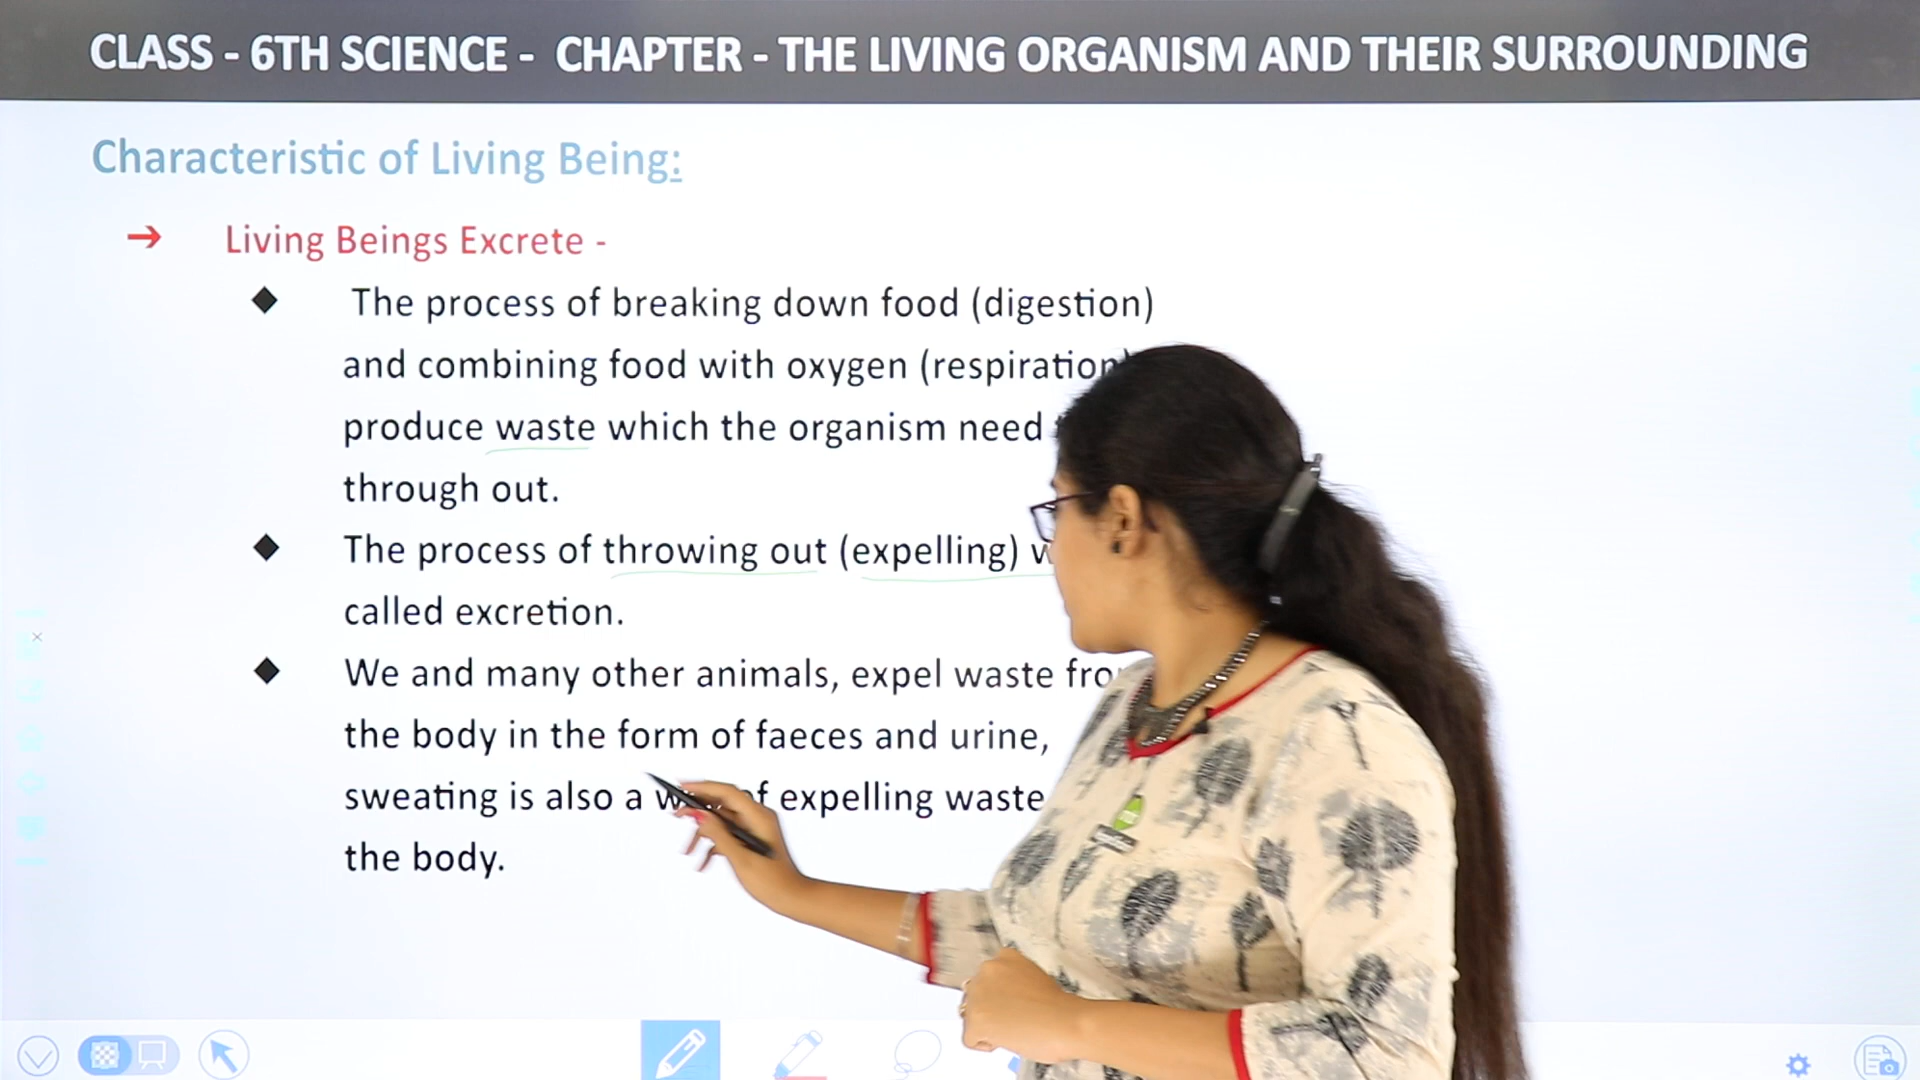 CLASS - 6TH SCIENCE - CHAPTER - THE LIVING ORGANISM AND THEIR SURROUNDING
Characteristic of Living Being:
➔ Living Beings Excrete -
◆ The process of breaking down food (digestion)
and combining food with oxygen (respiration)
produce waste which the organism need
through out.
◆ The process of throwing out (expelling)
called excretion.
◆ We and many other animals, expel waste
the body in the form of faeces and urine,
sweating is also a of expelling waste
the body.